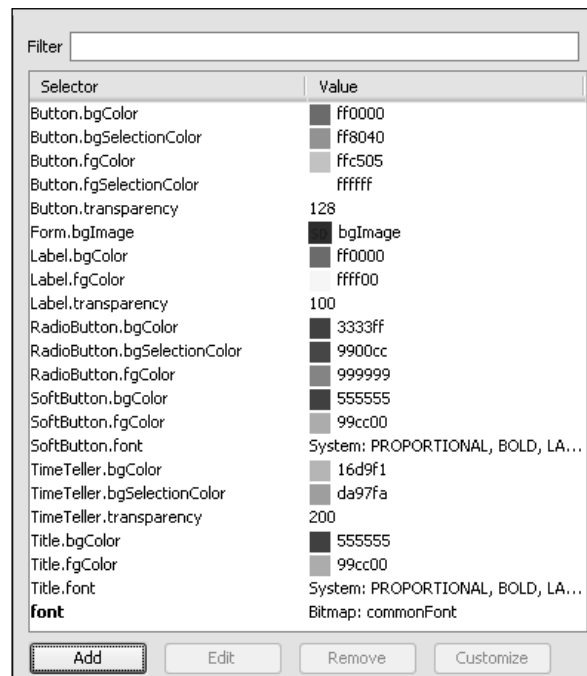 Filter
Selector Value
Button.bgColor ff0000
Button.bgSelectionColor ff8040
Button.fgColor ffc505
Button.fgSelectionColor ffffff
Button.transparency 128
Form.bgImage bgImage
Label.bgColor ff0000
Label.fgColor ffff00
Label.transparency 100
RadioButton.bgColor 3333ff
RadioButton.bgSelectionColor 9900cc
RadioButton.fgColor 999999
SoftButton.bgColor 555555
SoftButton.fgColor 99cc00
SoftButton.font System: PROPORTIONAL, BOLD, LA...
TimeTeller.bgColor 16d9f1
TimeTeller.bgSelectionColor da97fa
TimeTeller.transparency 200
Title.bgColor 555555
Title.fgColor 99cc00
Title.font System: PROPORTIONAL, BOLD, LA...
font Bitmap: commonFont
Add Edit Remove Customize